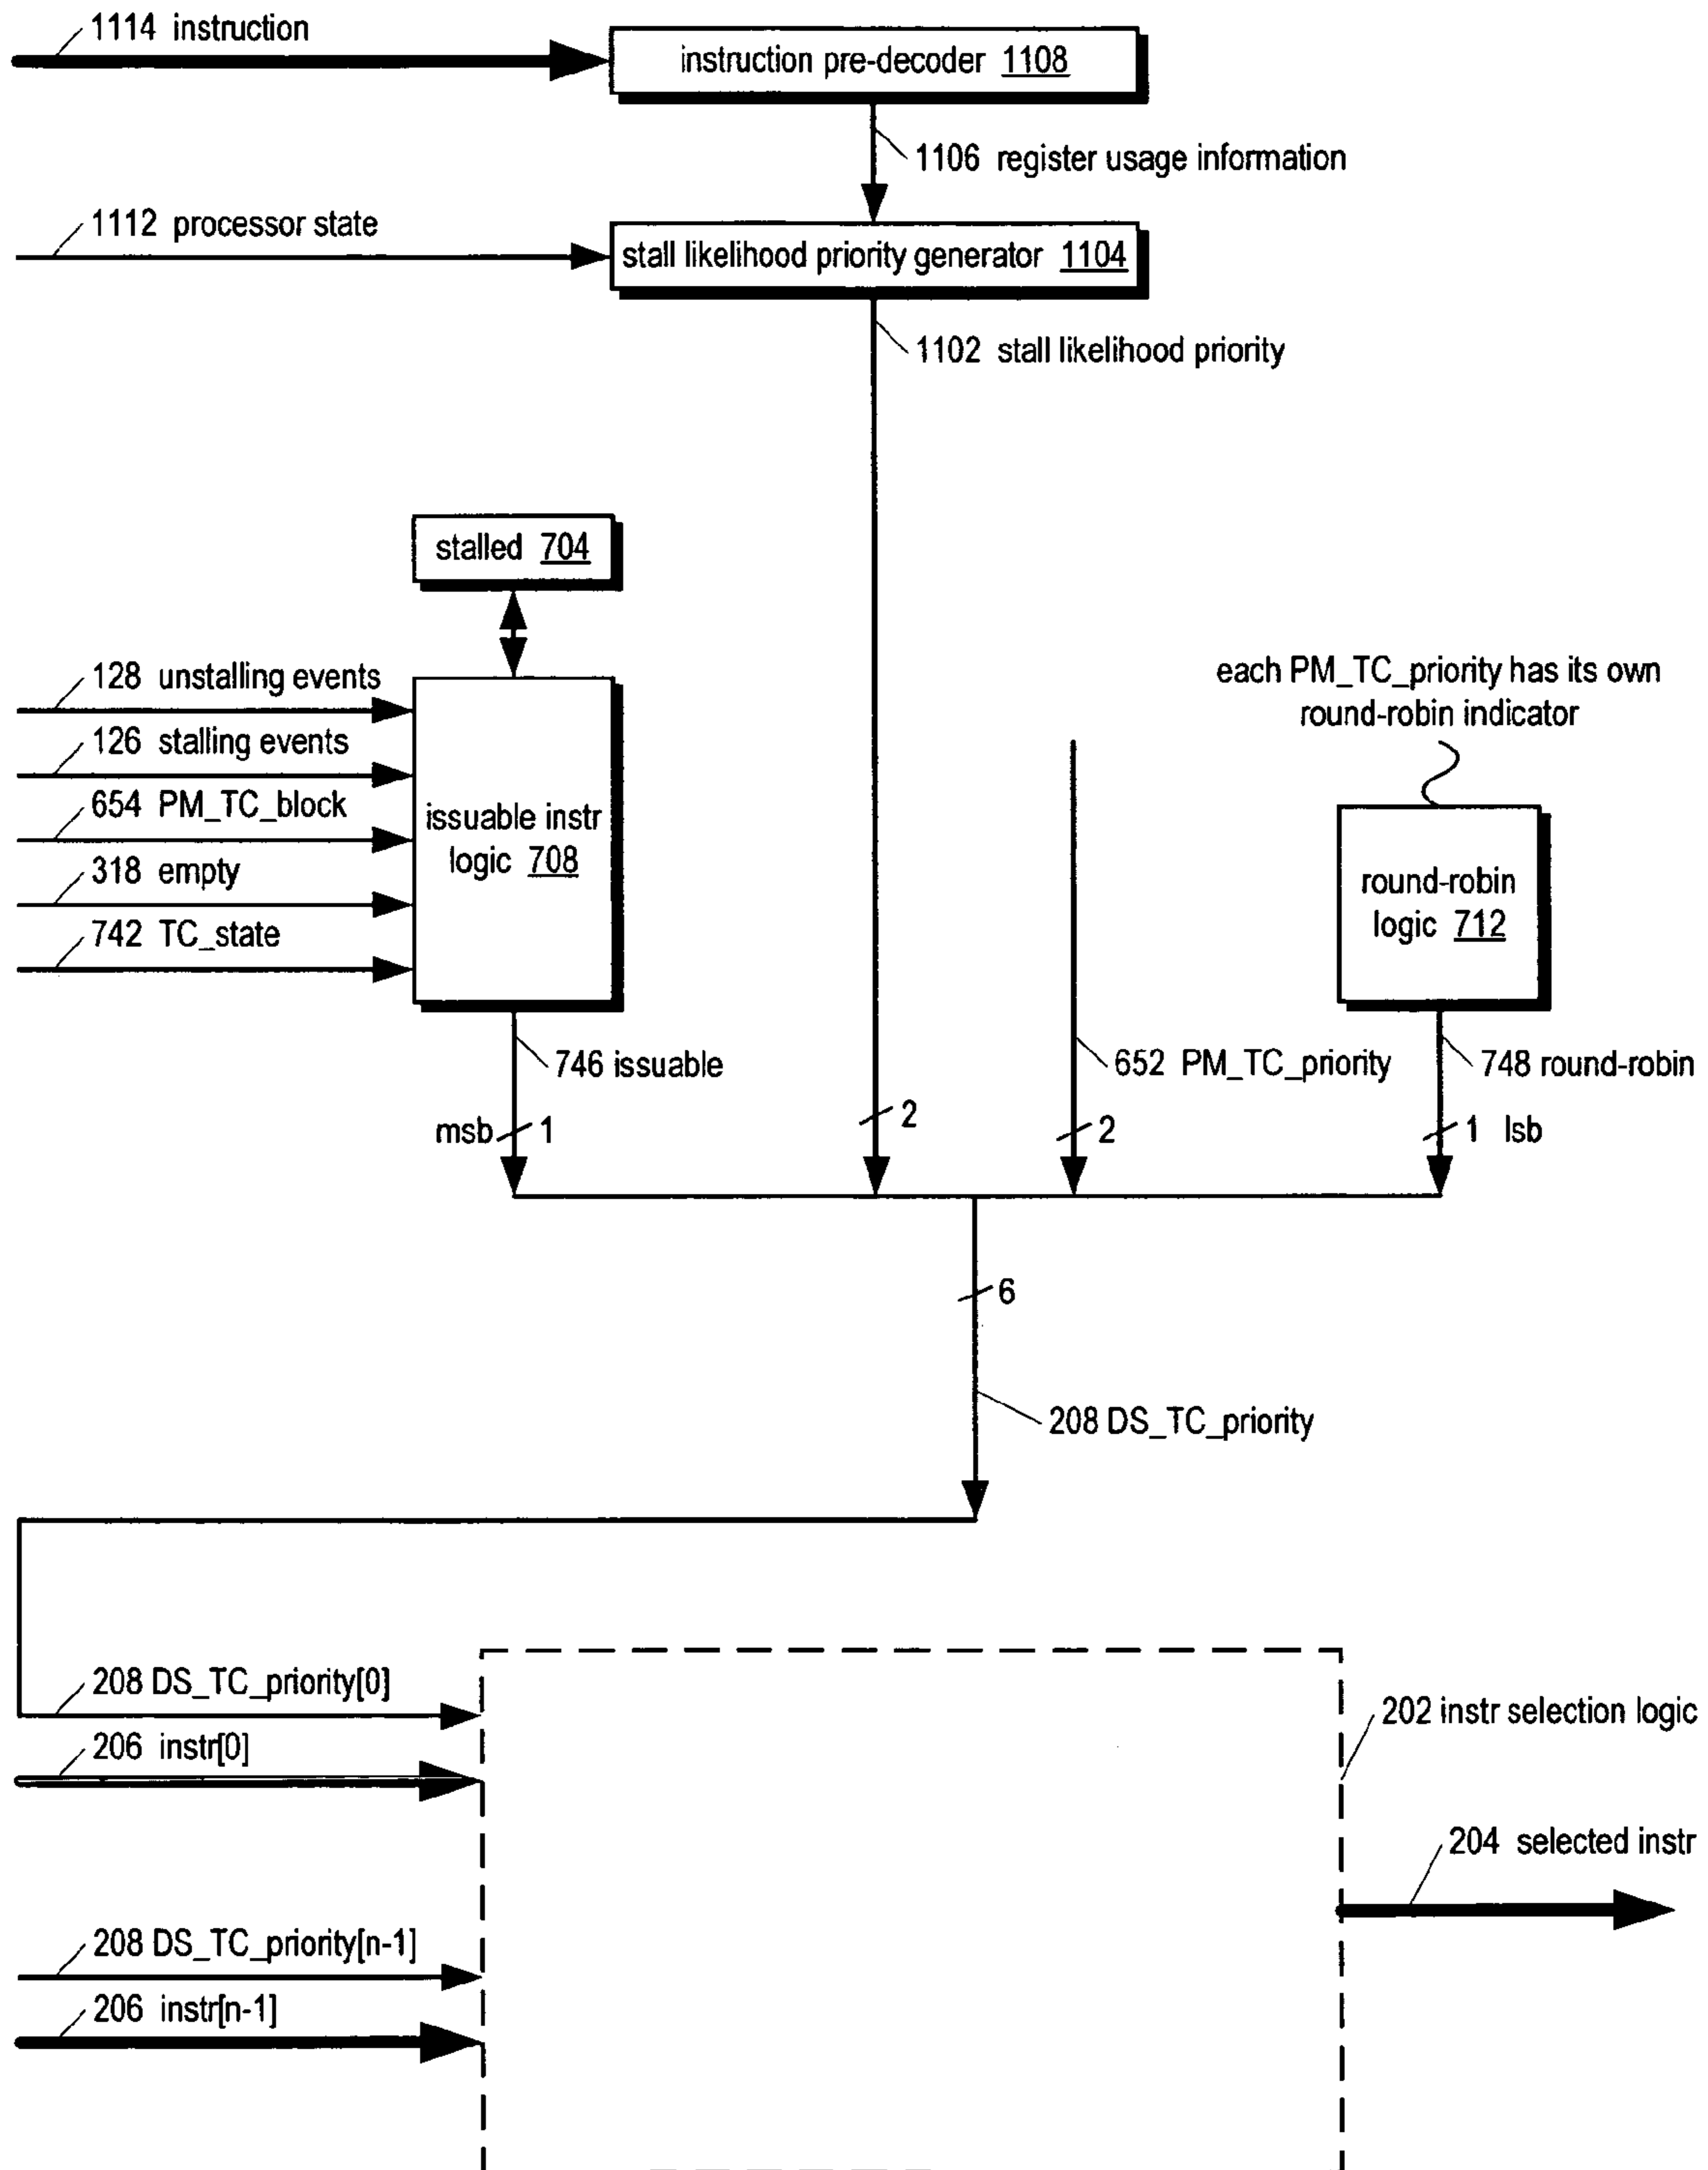 1114 instruction
instruction pre-decoder 1108
1106 register usage information
1112 processor state
stall likelihood priority generator 1104
1102 stall likelihood priority
stalled 704
128 unstalling events
126 stalling events
654 PM_TC_block
318 empty
742 TC_state
issuable instr
logic 708
each PM_TC_priority has its own
round-robin indicator
round-robin
logic 712
746 issuable
652 PM_TC_priority
748 round-robin
msb 1
2
2
1 lsb
6
208 DS_TC_priority
208 DS_TC_priority[0]
206 instr[0]
202 instr selection logic
204 selected instr
208 DS_TC_priority[n-1]
206 instr[n-1]